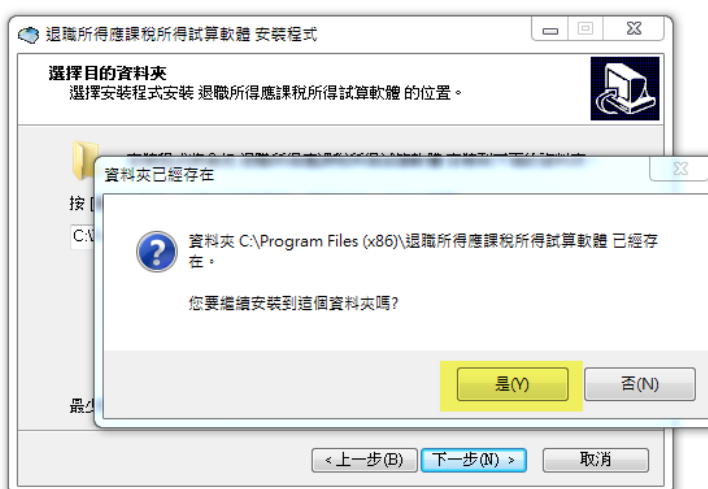 退職所得應課稅所得試算軟體 安裝程式
選擇目的資料夾
選擇安裝程式安裝 退職所得應課稅所得試算軟體 的位置。
資料夾已經存在
按 [
C:\
資料夾 C:\Program Files (x86)\退職所得應課稅所得試算軟體 已經存
在。
您要繼續安裝到這個資料夾嗎?
是(Y)
否(N)
最少
<上一步(B)
下一步(N) >
取消